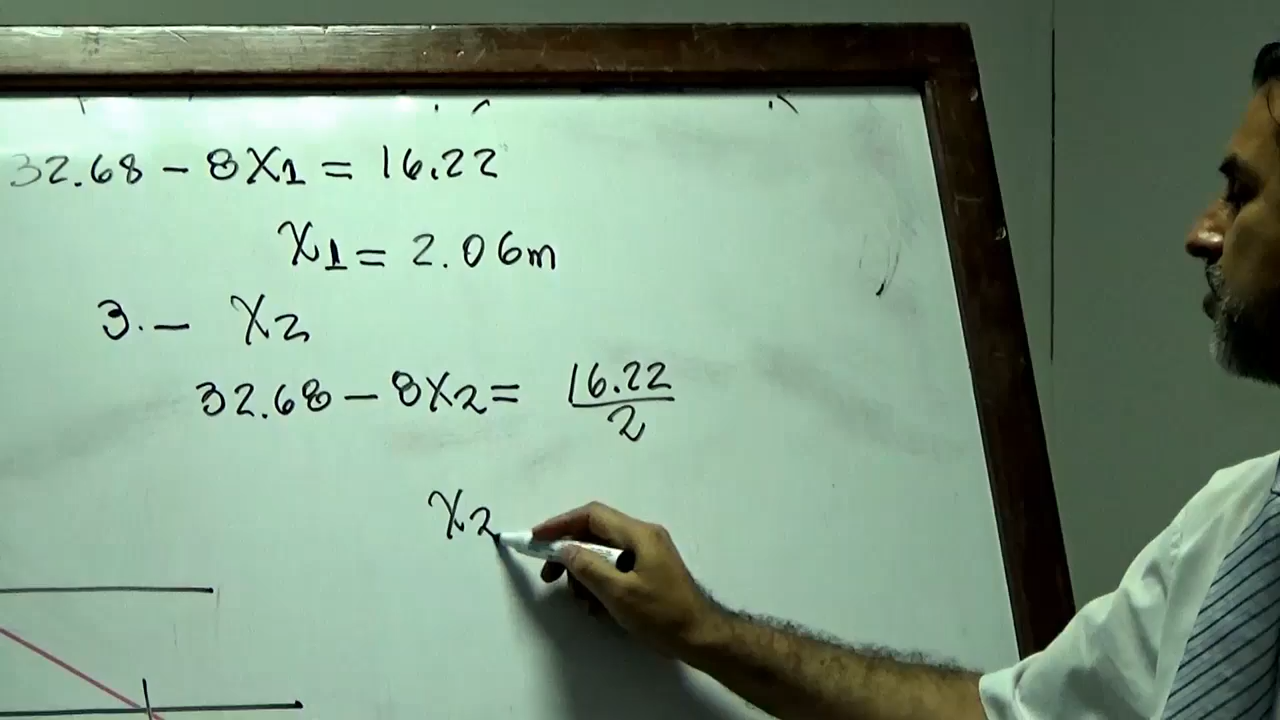 32.68 - 8X1 = 16.22
X1 = 2.06m
3.- X2
32.68 - 8X2 = 16.22/2
X2